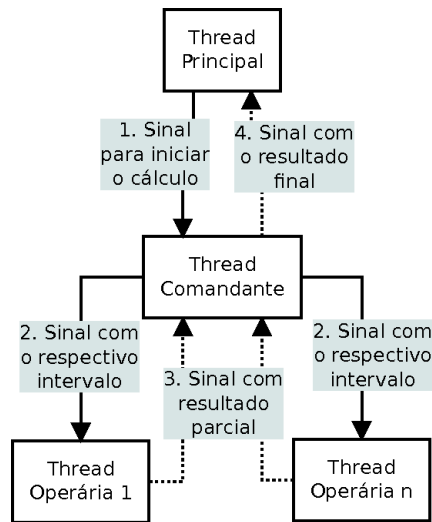 Thread
Principal
1. Sinal
para iniciar
o cálculo
4. Sinal com
o resultado
final
Thread
Comandante
2. Sinal com
o respectivo
intervalo
3. Sinal com
resultado
parcial
2. Sinal com
o respectivo
intervalo
Thread
Operária 1
Thread
Operária n